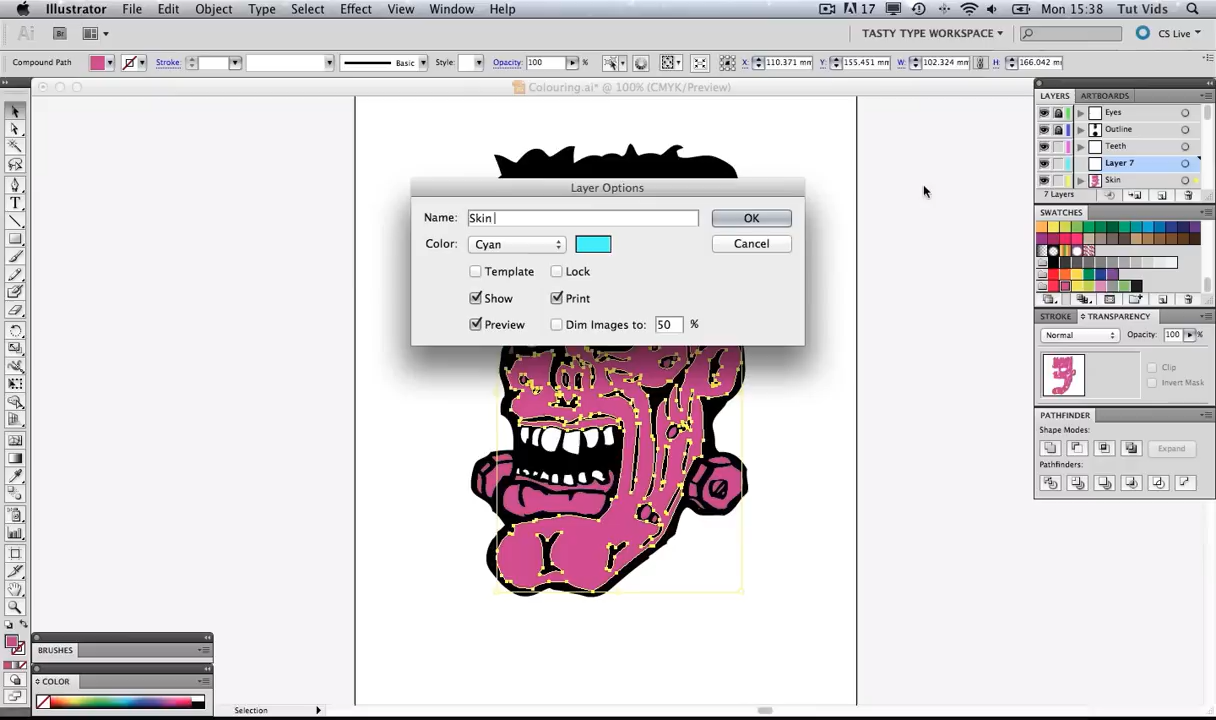 Illustrator File Edit Object Type Select Effect View Window Help 17 Mon 15:38 Tut Vids
Ai Br TASTY TYPE WORKSPACE CS Live
Compound Path Stroke: Basic Style: Opacity: 100 % X: 110.371 mm Y: 155.451 mm W: 102.324 mm H: 166.042 mm
Colouring.ai* @ 100% (CMYK/Preview)
LAYERS ARTBOARDS
Eyes
Outline
Teeth
Layer 7
Skin
7 Layers
Layer Options
Name: Skin OK
Color: Cyan Cancel
Template Lock
Show Print
Preview Dim Images to: 50 %
SWATCHES
STROKE TRANSPARENCY
Normal Opacity: 100 %
Clip
Invert Mask
PATHFINDER
Shape Modes:
Expand
Pathfinders:
BRUSHES
COLOR
Selection